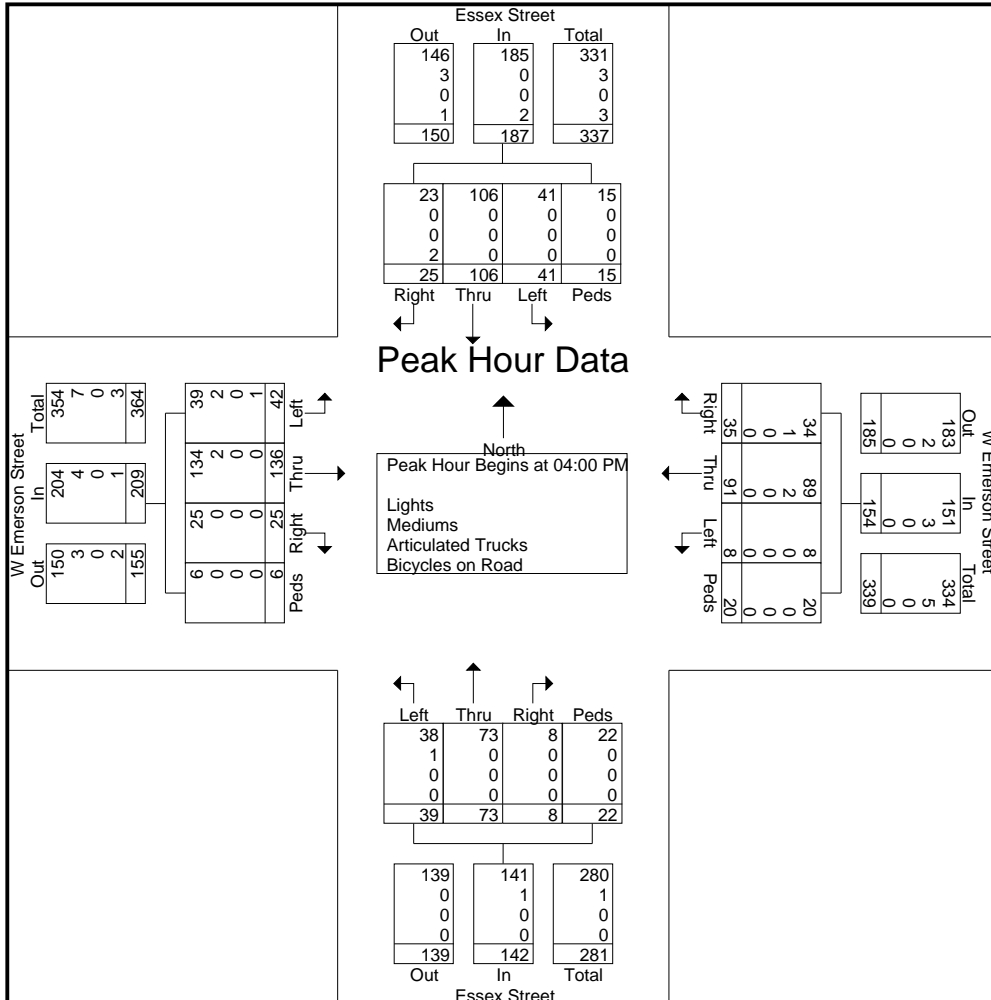 Essex Street
Out In Total
146 185 331
3 0 3
0 0 0
1 2 3
150 187 337
23 106 41 15
0 0 0 0
0 0 0 0
2 0 0 0
25 106 41 15
Right Thru Left Peds
Peak Hour Data
North
Peak Hour Begins at 04:00 PM
Lights
Mediums
Articulated Trucks
Bicycles on Road
W Emerson Street
Total In Out
354 204 150
7 4 3
0 0 0
3 1 2
364 209 155
Left Thru Right Peds
39 134 25 6
2 2 0 0
0 0 0 0
1 0 0 0
42 136 25 6
Right Thru Left Peds
34 89 8 20
1 2 0 0
0 0 0 0
0 0 0 0
35 91 8 20
W Emerson Street
Out In Total
183 151 334
2 3 5
0 0 0
0 0 0
185 154 339
Left Thru Right Peds
38 73 8 22
1 0 0 0
0 0 0 0
0 0 0 0
39 73 8 22
139 141 280
0 1 1
0 0 0
0 0 0
139 142 281
Out In Total
Essex Street